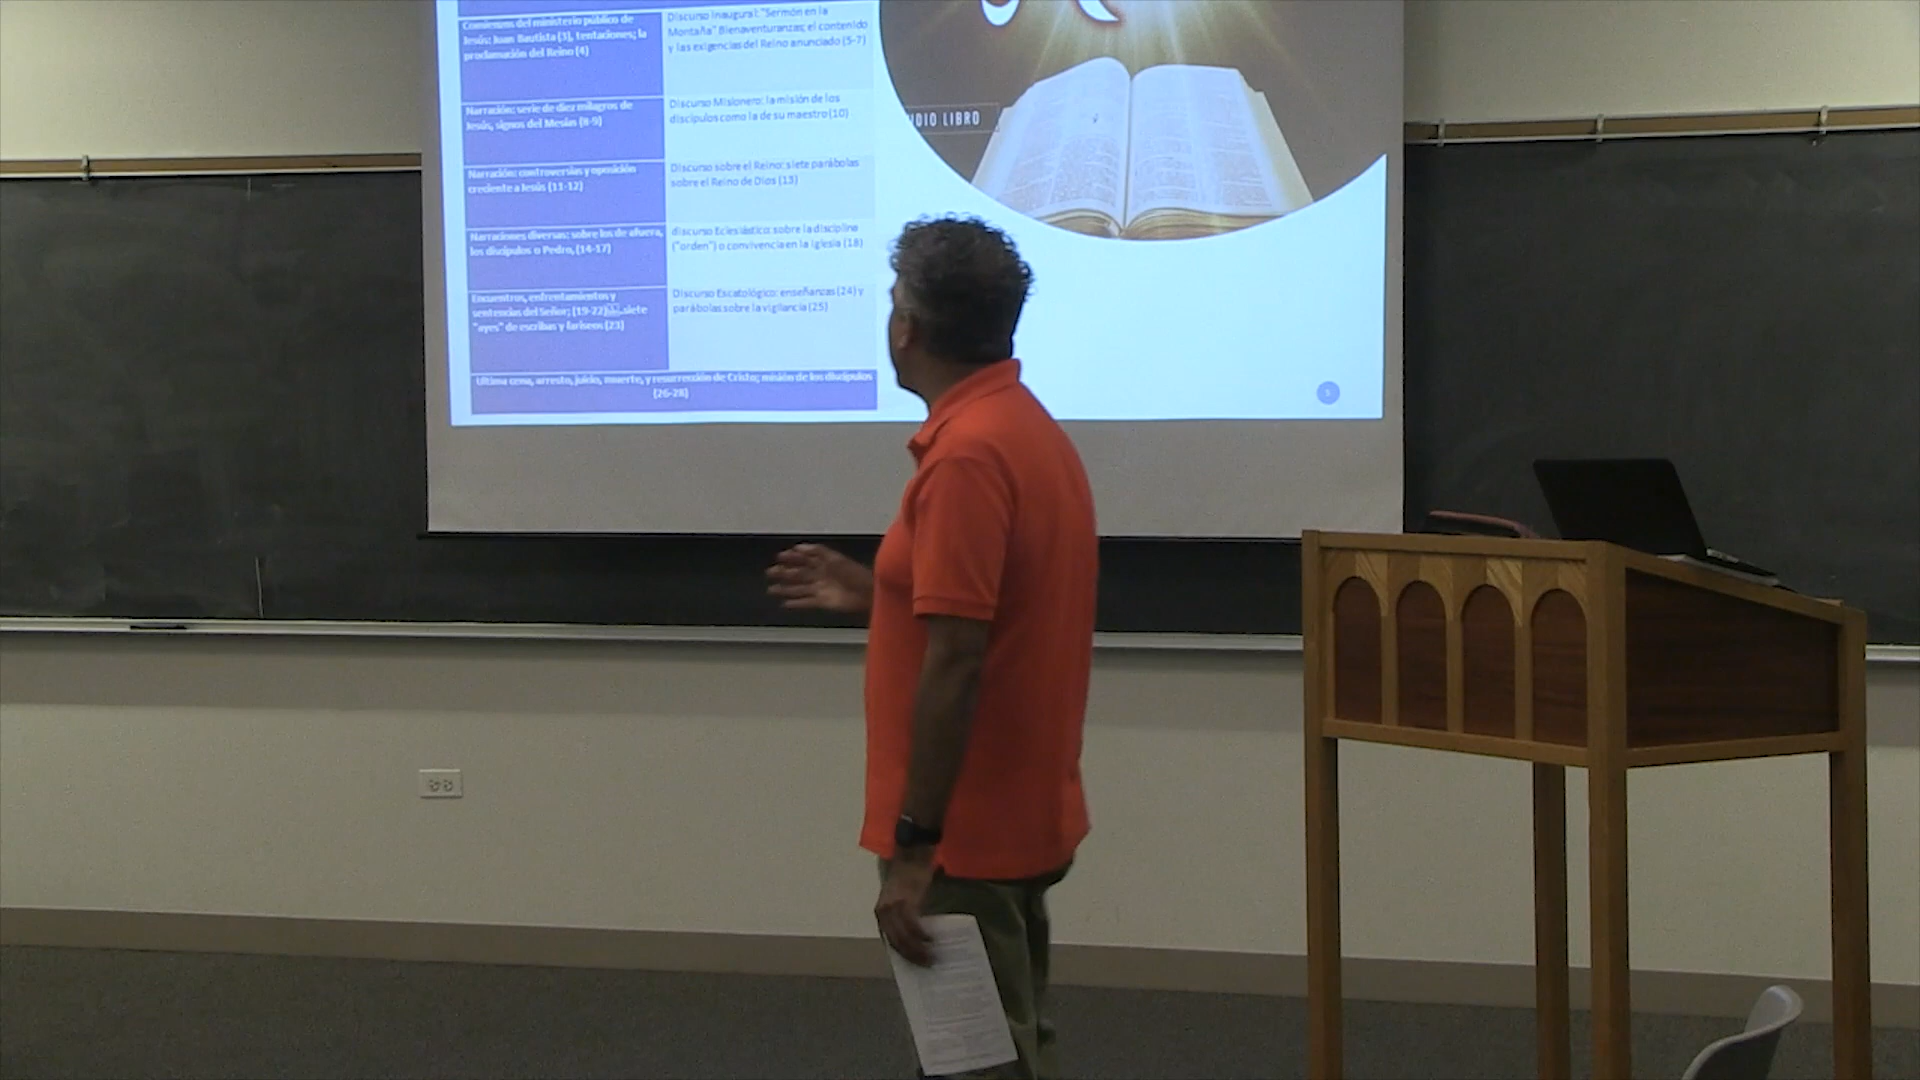 Comienzos del ministerio público de
Jesús: Juan Bautista (3), tentaciones; la
proclamación del Reino (4)
Discurso inaugural: "Sermón en la
Montaña" Bienaventuranzas; el contenido
y las exigencias del Reino anunciado (5-7)
Narración: serie de diez milagros de
Jesús, signos del Mesías (8-9)
Discurso Misionero: la misión de los
discípulos como la de su maestro (10)
Narración: controversias y oposición
creciente a Jesús (11-12)
Discurso sobre el Reino: siete parábolas
sobre el Reino de Dios (13)
Narraciones diversas: sobre los de afuera,
los discípulos o Pedro, (14-17)
discurso Eclesiástico: sobre la disciplina
("orden") o convivencia en la Iglesia (18)
Encuentros, enfrentamientos y
sentencias del Señor; (19-22) siete
"ayes" de escribas y fariseos (23)
Discurso Escatológico: enseñanzas (24) y
parábolas sobre la vigilancia (25)
Ultima cena, arresto, juicio, muerte, y resurrección de Cristo; misión de los discípulos
(26-28)
UDIO LIBRO